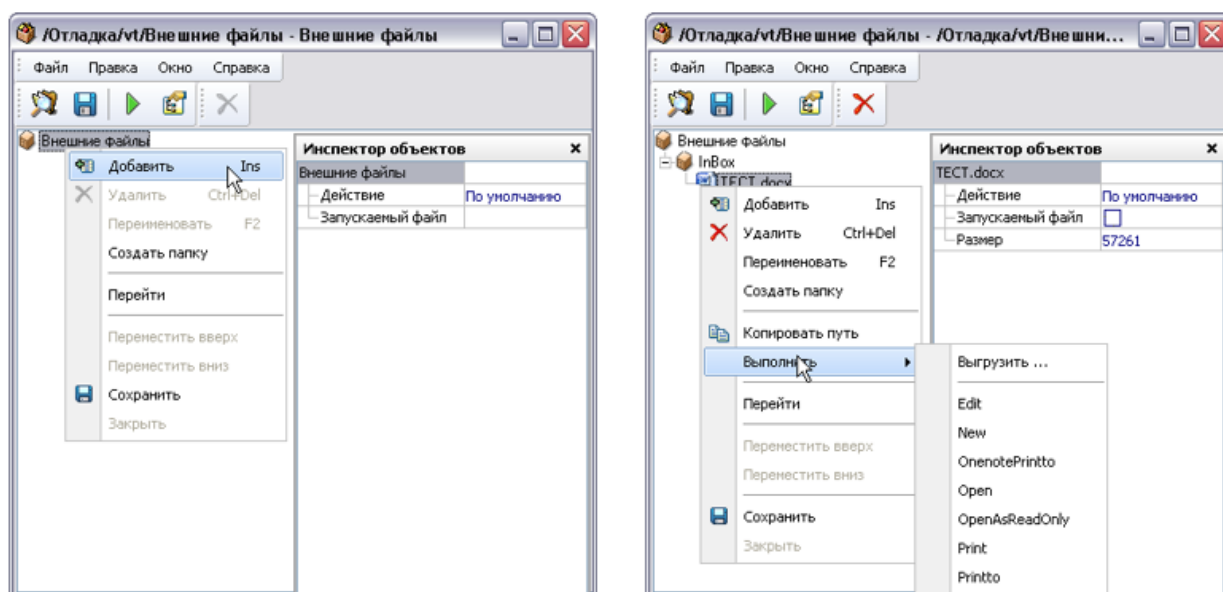 /Отладка/vt/Внешние файлы - Внешние файлы
Файл Правка Окно Справка
Внешние файлы
Добавить Ins
Удалить Ctrl+Del
Переименовать F2
Создать папку
Перейти
Переместить вверх
Переместить вниз
Сохранить
Закрыть
Инспектор объектов
Внешние файлы
Действие По умолчанию
Запускаемый файл
/Отладка/vt/Внешние файлы - /Отладка/vt/Внешни...
Файл Правка Окно Справка
Внешние файлы
InBox
ТЕСТ.docx
Добавить Ins
Удалить Ctrl+Del
Переименовать F2
Создать папку
Копировать путь
Выполнить
Перейти
Переместить вверх
Переместить вниз
Сохранить
Закрыть
Выгрузить ...
Edit
New
OnenotePrintto
Open
OpenAsReadOnly
Print
Printto
Инспектор объектов
ТЕСТ.docx
Действие По умолчанию
Запускаемый файл
Размер 57261